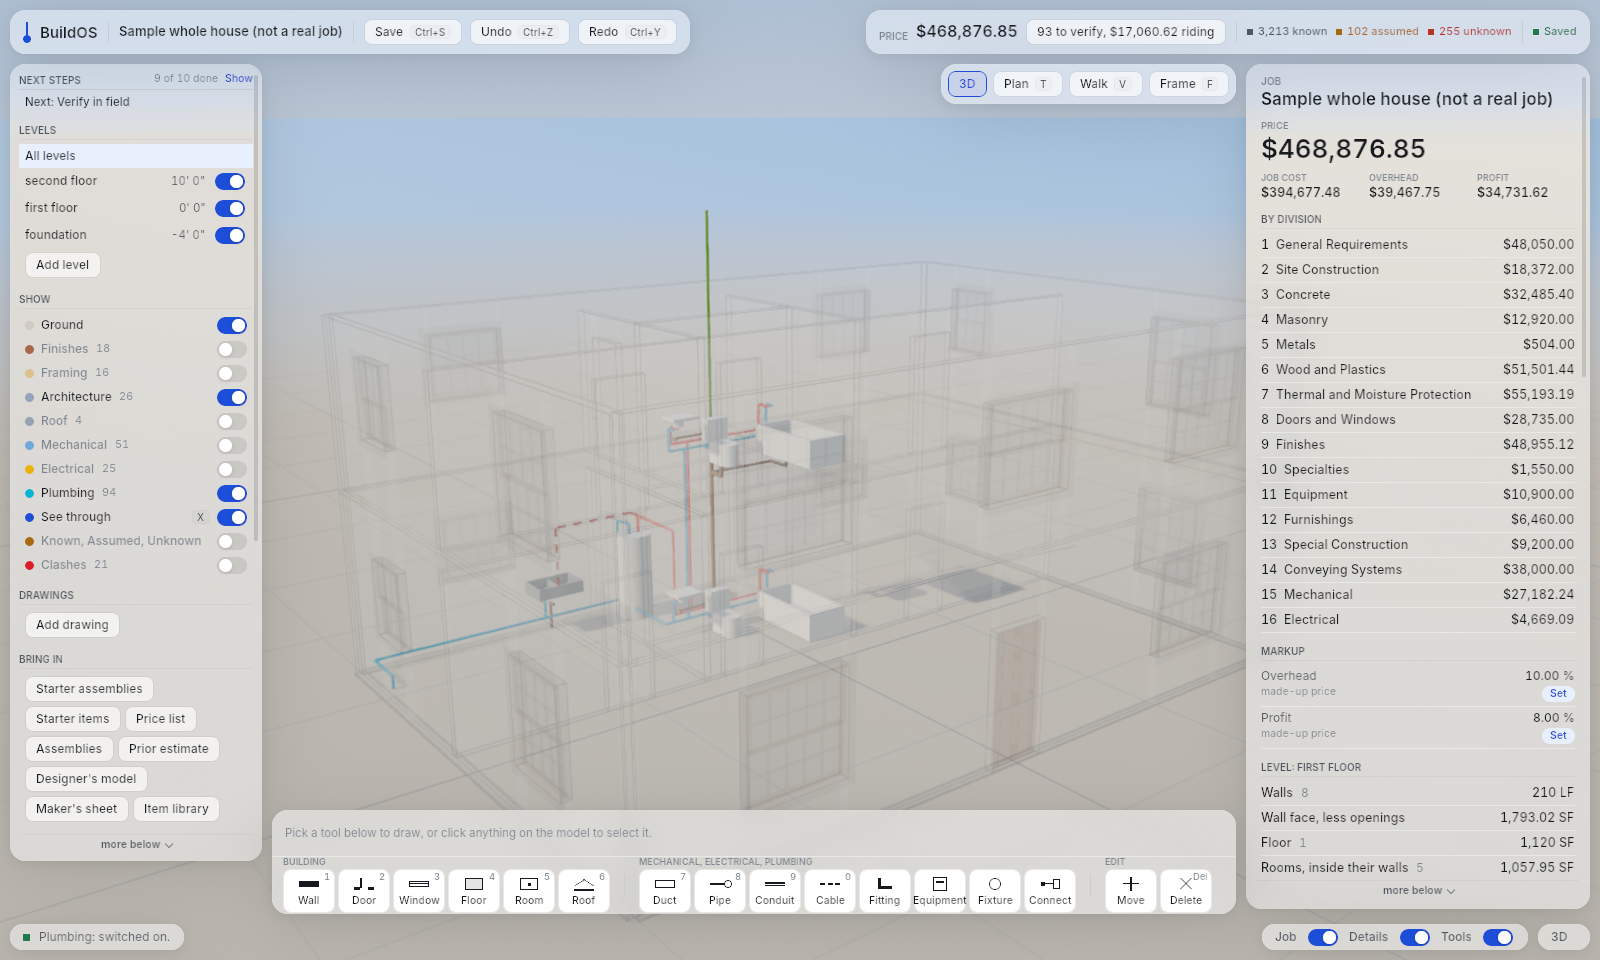 BuildOS
Sample whole house (not a real job)
Save Ctrl+S
Undo Ctrl+Z
Redo Ctrl+Y
PRICE $468,876.85
93 to verify, $17,060.62 riding
3,213 known
102 assumed
255 unknown
Saved
NEXT STEPS 9 of 10 done Show
Next: Verify in field
LEVELS
All levels
second floor 10' 0"
first floor 0' 0"
foundation -4' 0"
Add level
SHOW
Ground
Finishes 18
Framing 16
Architecture 26
Roof 4
Mechanical 51
Electrical 25
Plumbing 94
See through X
Known, Assumed, Unknown
Clashes 21
DRAWINGS
Add drawing
BRING IN
Starter assemblies
Starter items Price list
Assemblies Prior estimate
Designer's model
Maker's sheet Item library
more below
3D
Plan T
Walk V
Frame F
JOB
Sample whole house (not a real job)
PRICE
$468,876.85
JOB COST OVERHEAD PROFIT
$394,677.48 $39,467.75 $34,731.62
BY DIVISION
1 General Requirements $48,050.00
2 Site Construction $18,372.00
3 Concrete $32,485.40
4 Masonry $12,920.00
5 Metals $504.00
6 Wood and Plastics $51,501.44
7 Thermal and Moisture Protection $55,193.19
8 Doors and Windows $28,735.00
9 Finishes $48,955.12
10 Specialties $1,550.00
11 Equipment $10,900.00
12 Furnishings $6,460.00
13 Special Construction $9,200.00
14 Conveying Systems $38,000.00
15 Mechanical $27,182.24
16 Electrical $4,669.09
MARKUP
Overhead 10.00 %
made-up price Set
Profit 8.00 %
made-up price Set
LEVEL: FIRST FLOOR
Walls 8 210 LF
Wall face, less openings 1,793.02 SF
Floor 1 1,120 SF
Rooms, inside their walls 5 1,057.95 SF
more below
Pick a tool below to draw, or click anything on the model to select it.
BUILDING
1 Wall
2 Door
3 Window
4 Floor
5 Room
6 Roof
MECHANICAL, ELECTRICAL, PLUMBING
7 Duct
8 Pipe
9 Conduit
0 Cable
Fitting
Equipment
Fixture
Connect
EDIT
Move
Del Delete
Plumbing: switched on.
Job
Details
Tools
3D